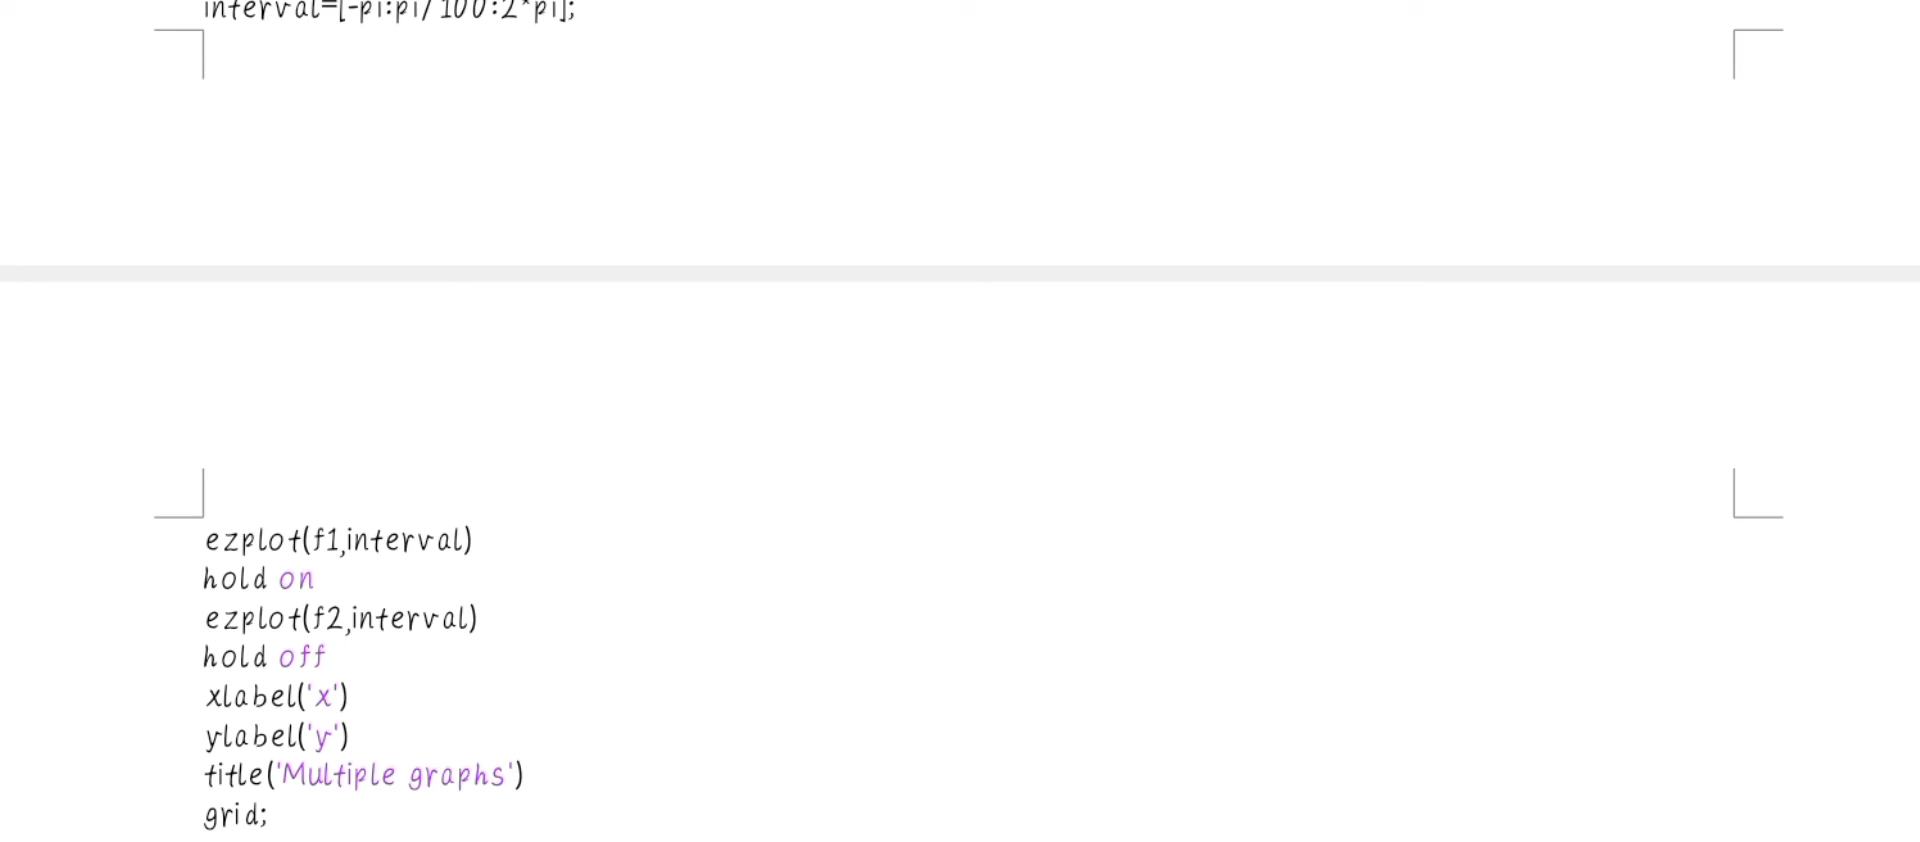 interval=[-pi:pi/100:2*pi];
ezplot(f1,interval)
hold on
ezplot(f2,interval)
hold off
xlabel('x')
ylabel('y')
title('Multiple graphs')
grid;